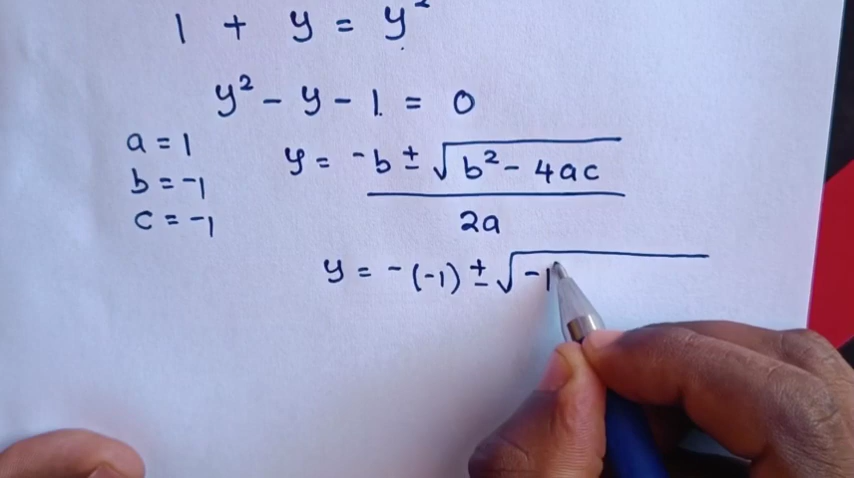 1 + y = y²
y² - y - 1 = 0
a = 1
b = -1
c = -1
y = -b ± √b² - 4ac
2a
y = -(-1) ± √-1